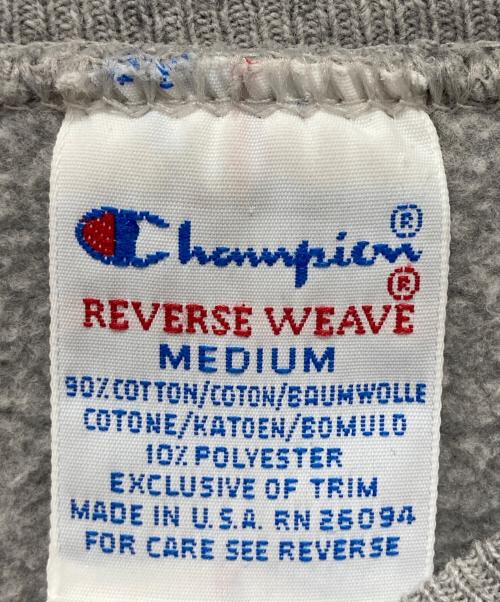 Champion®
®
REVERSE WEAVE
MEDIUM
90% COTTON/COTON/BAUMWOLLE
COTONE/KATOEN/BOMULD
10% POLYESTER
EXCLUSIVE OF TRIM
MADE IN U.S.A. RN 26094
FOR CARE SEE REVERSE